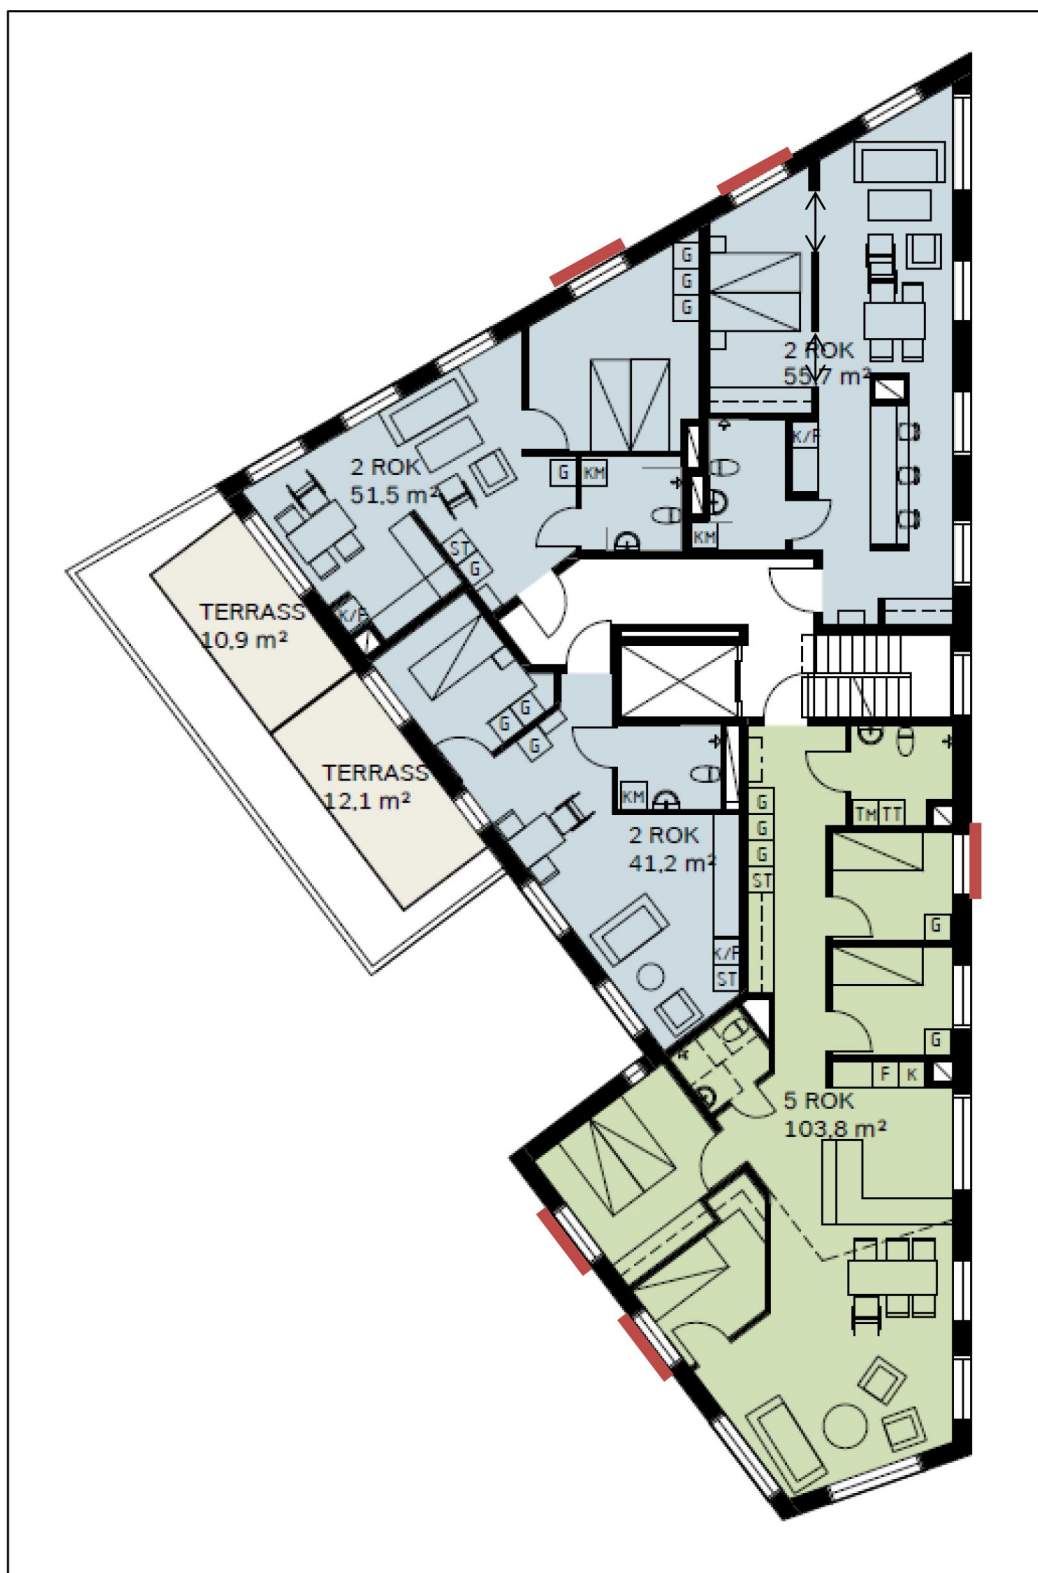 G
G
G
2 ROK
55,7 m²
K/F
2 ROK
51,5 m²
G
KM
KM
ST
G
K/F
TERRASS
10,9 m²
G
G
G
TERRASS
12,1 m²
KM
2 ROK
41,2 m²
K/F
ST
G
G
G
ST
TM
TT
G
G
F
K
5 ROK
103,8 m²